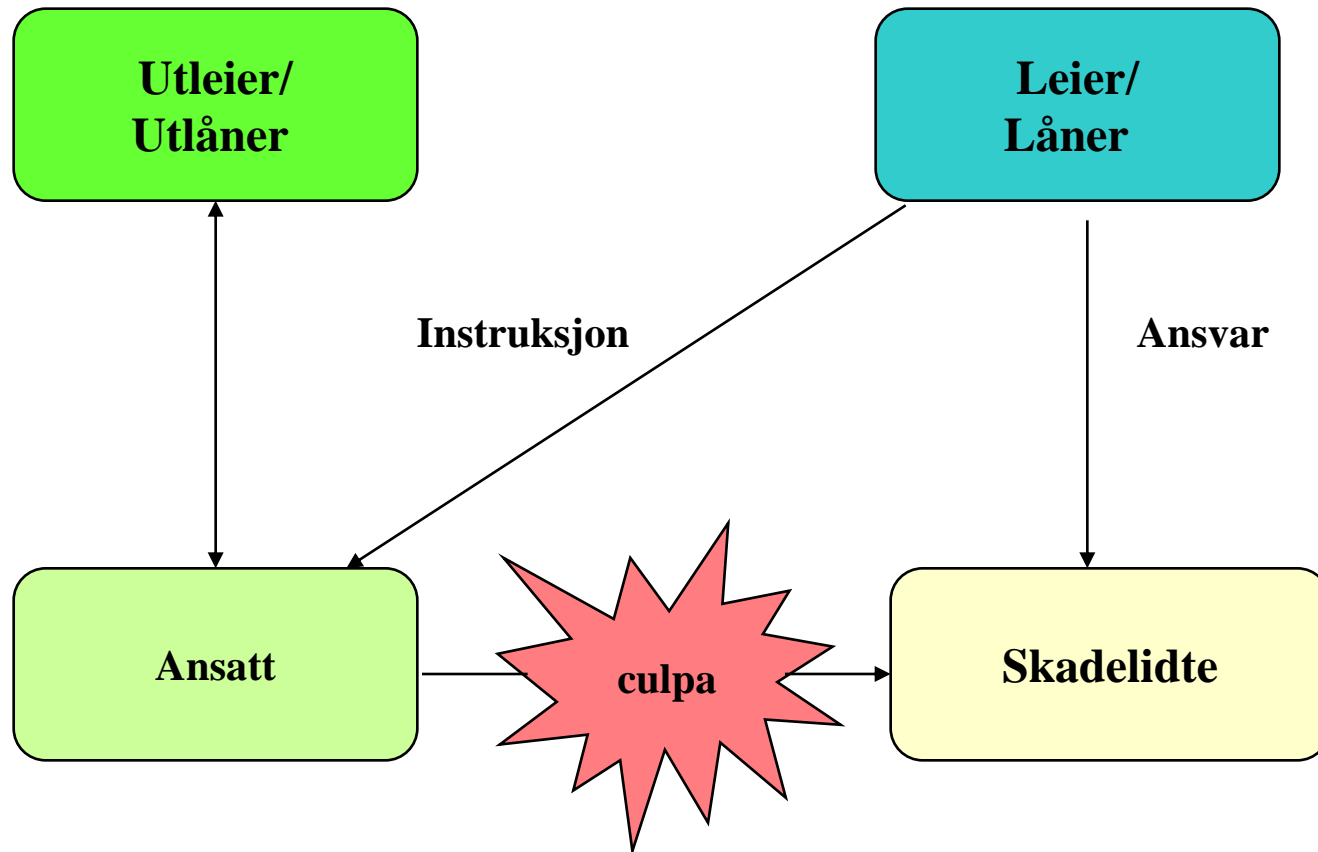 Utleier/
Utlåner
Leier/
Låner
Instruksjon
Ansvar
Ansatt
culpa
Skadelidte